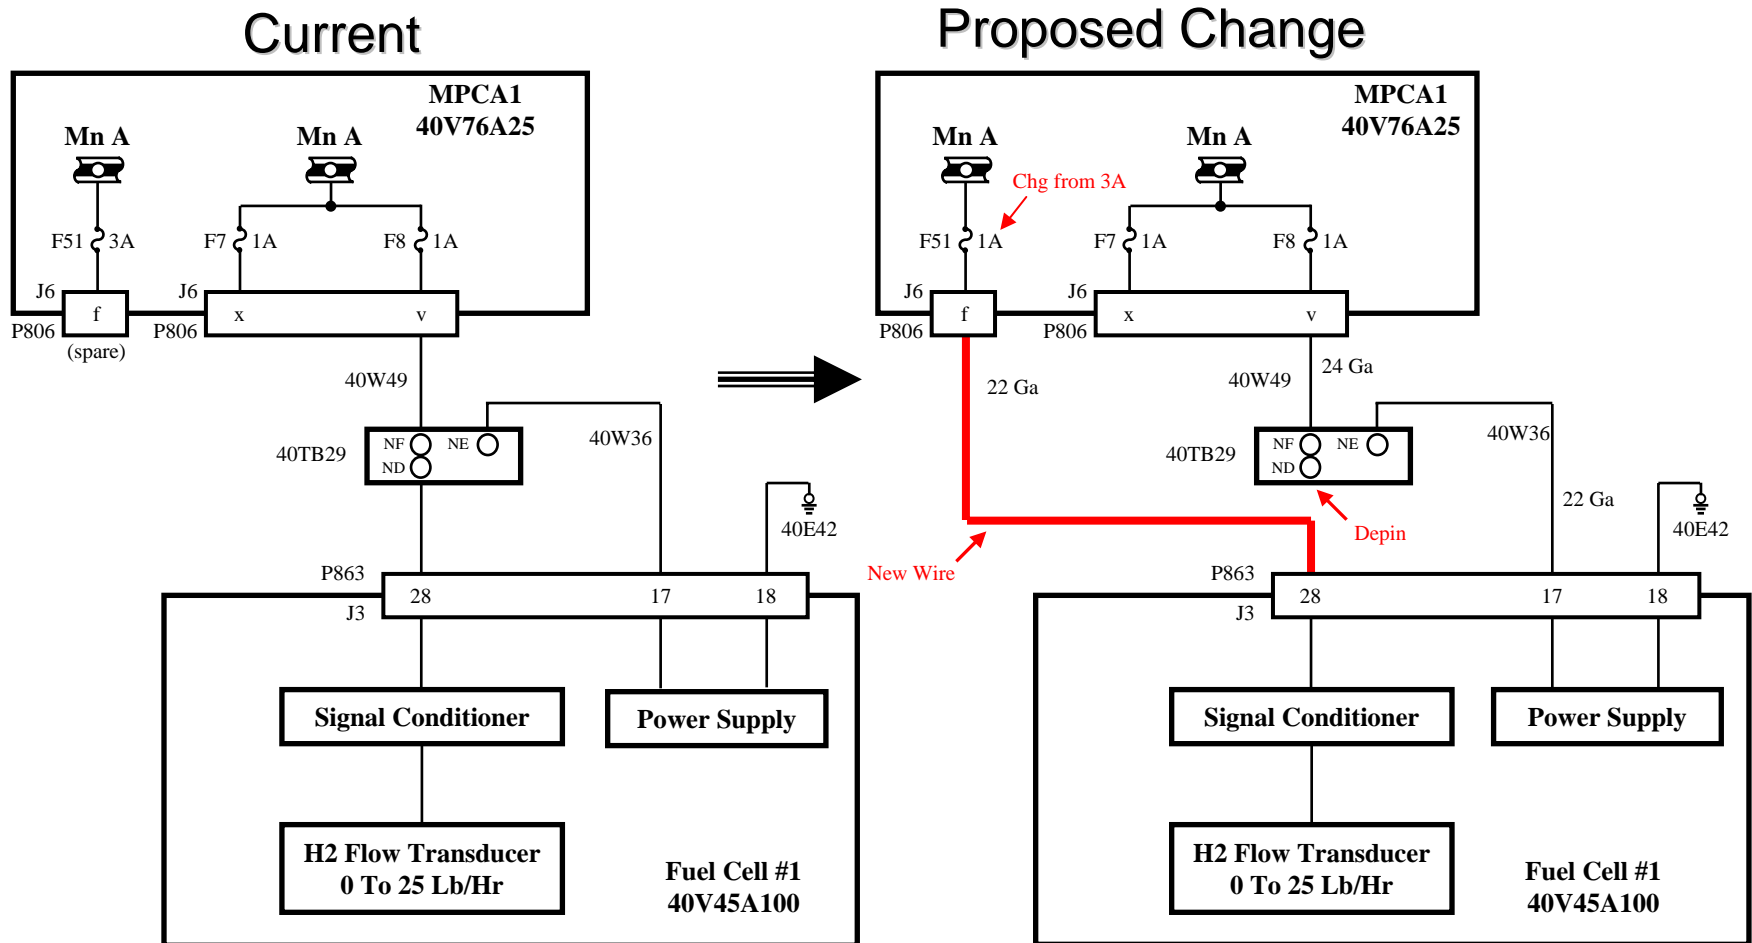 Current
MPCA1
40V76A25
Mn A
Mn A
F51
3A
F7
1A
F8
1A
J6
J6
f
x
v
P806
P806
(spare)
40W49
40W36
40TB29
NF
NE
ND
40E42
P863
28
17
18
J3
Signal Conditioner
Power Supply
H2 Flow Transducer
0 To 25 Lb/Hr
Fuel Cell #1
40V45A100
Proposed Change
MPCA1
40V76A25
Mn A
Mn A
Chg from 3A
F51
1A
F7
1A
F8
1A
J6
J6
f
x
v
P806
P806
22 Ga
24 Ga
40W49
40W36
40TB29
NF
NE
ND
22 Ga
40E42
Depin
New Wire
P863
28
17
18
J3
Signal Conditioner
Power Supply
H2 Flow Transducer
0 To 25 Lb/Hr
Fuel Cell #1
40V45A100